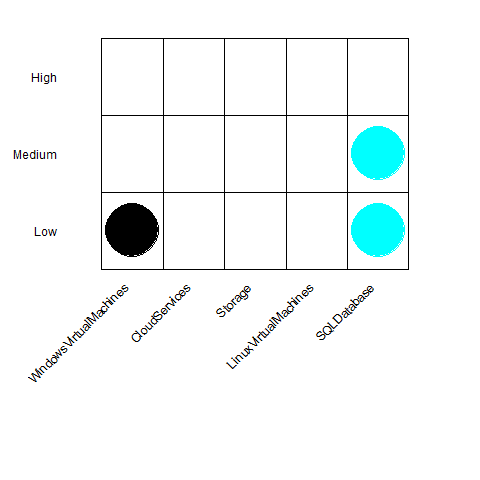 High
Medium
Low
WindowsVirtualMachines
CloudServices
Storage
LinuxVirtualMachines
SQLDatabase